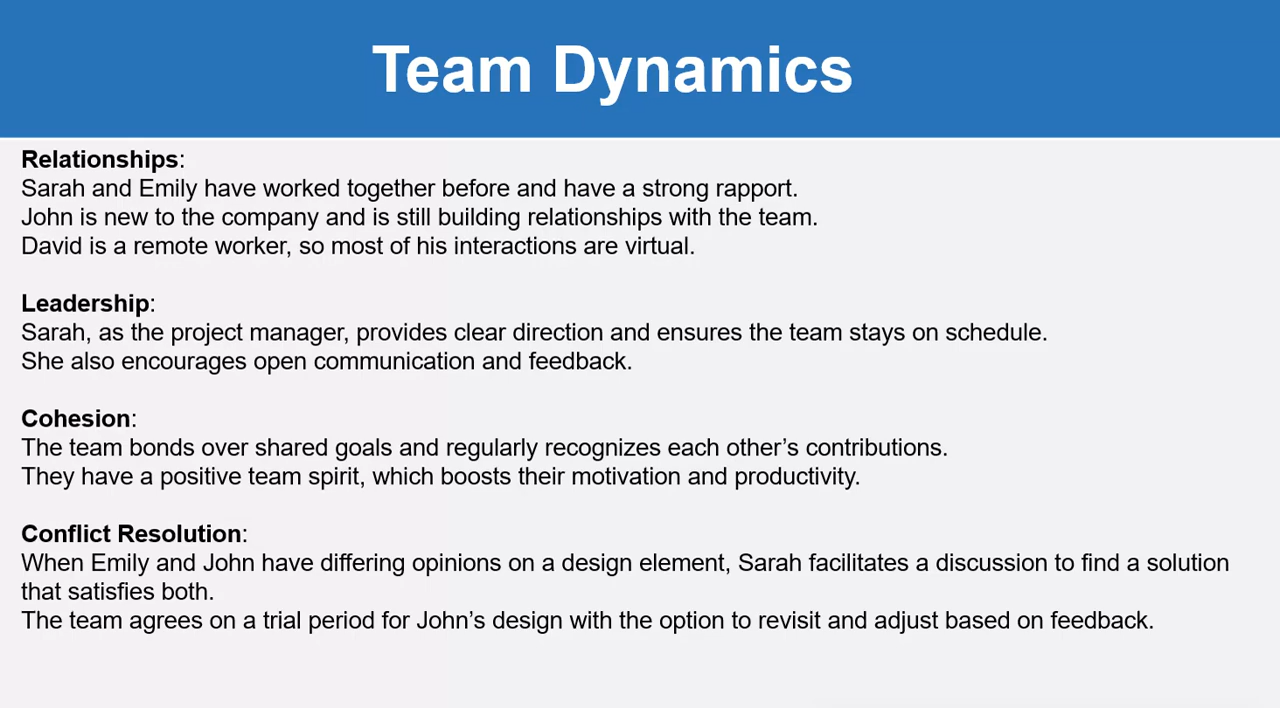 Team Dynamics
Relationships:
Sarah and Emily have worked together before and have a strong rapport.
John is new to the company and is still building relationships with the team.
David is a remote worker, so most of his interactions are virtual.
Leadership:
Sarah, as the project manager, provides clear direction and ensures the team stays on schedule.
She also encourages open communication and feedback.
Cohesion:
The team bonds over shared goals and regularly recognizes each other’s contributions.
They have a positive team spirit, which boosts their motivation and productivity.
Conflict Resolution:
When Emily and John have differing opinions on a design element, Sarah facilitates a discussion to find a solution
that satisfies both.
The team agrees on a trial period for John’s design with the option to revisit and adjust based on feedback.